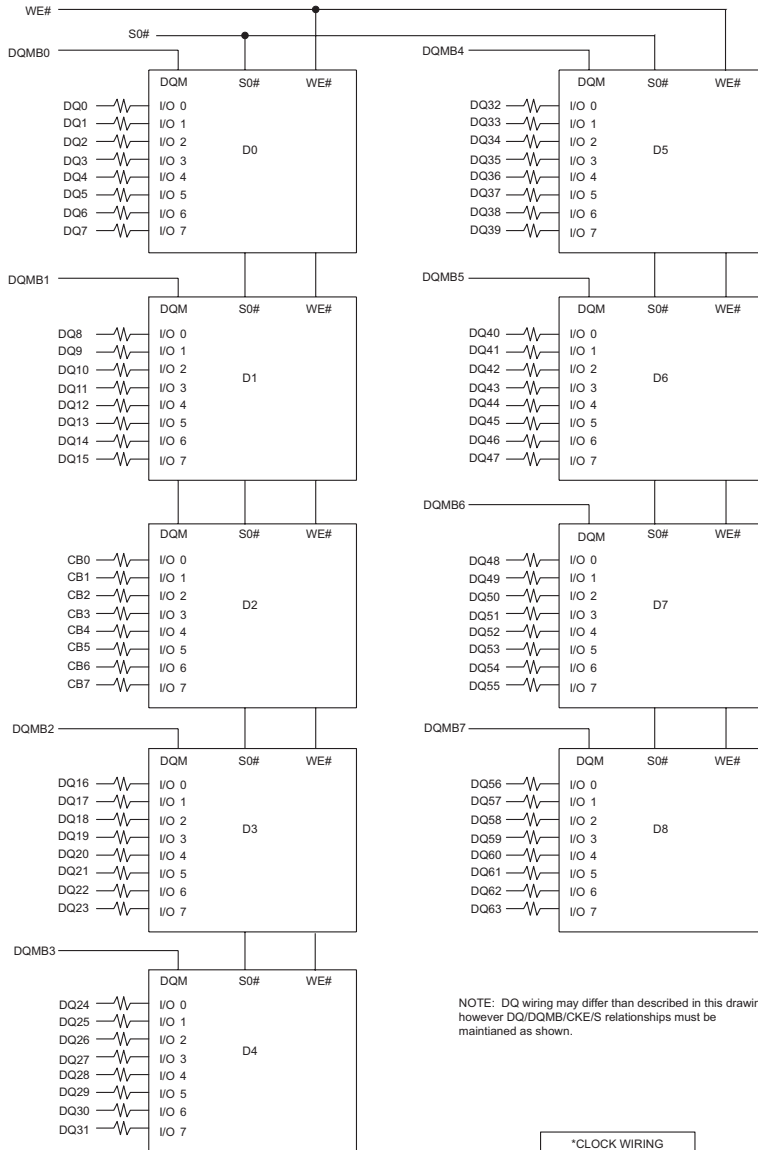 WE#
S0#
DQMB0
DQM S0# WE#
DQ0 I/O 0
DQ1 I/O 1
DQ2 I/O 2
D0
DQ3 I/O 3
DQ4 I/O 4
DQ5 I/O 5
DQ6 I/O 6
DQ7 I/O 7
DQMB1
DQM S0# WE#
DQ8 I/O 0
DQ9 I/O 1
DQ10 I/O 2
D1
DQ11 I/O 3
DQ12 I/O 4
DQ13 I/O 5
DQ14 I/O 6
DQ15 I/O 7
DQM S0# WE#
CB0 I/O 0
CB1 I/O 1
CB2 I/O 2
D2
CB3 I/O 3
CB4 I/O 4
CB5 I/O 5
CB6 I/O 6
CB7 I/O 7
DQMB2
DQM S0# WE#
DQ16 I/O 0
DQ17 I/O 1
DQ18 I/O 2
D3
DQ19 I/O 3
DQ20 I/O 4
DQ21 I/O 5
DQ22 I/O 6
DQ23 I/O 7
DQMB3
DQM S0# WE#
DQ24 I/O 0
DQ25 I/O 1
DQ26 I/O 2
D4
DQ27 I/O 3
DQ28 I/O 4
DQ29 I/O 5
DQ30 I/O 6
DQ31 I/O 7
DQMB4
DQM S0# WE#
DQ32 I/O 0
DQ33 I/O 1
DQ34 I/O 2
D5
DQ35 I/O 3
DQ36 I/O 4
DQ37 I/O 5
DQ38 I/O 6
DQ39 I/O 7
DQMB5
DQM S0# WE#
DQ40 I/O 0
DQ41 I/O 1
DQ42 I/O 2
D6
DQ43 I/O 3
DQ44 I/O 4
DQ45 I/O 5
DQ46 I/O 6
DQ47 I/O 7
DQMB6
DQM S0# WE#
DQ48 I/O 0
DQ49 I/O 1
DQ50 I/O 2
D7
DQ51 I/O 3
DQ52 I/O 4
DQ53 I/O 5
DQ54 I/O 6
DQ55 I/O 7
DQMB7
DQM S0# WE#
DQ56 I/O 0
DQ57 I/O 1
DQ58 I/O 2
D8
DQ59 I/O 3
DQ60 I/O 4
DQ61 I/O 5
DQ62 I/O 6
DQ63 I/O 7
NOTE: DQ wiring may differ than described in this
however DQ/DQMB/CKE/S relationships must be
maintianed as shown.
*CLOCK WIRING